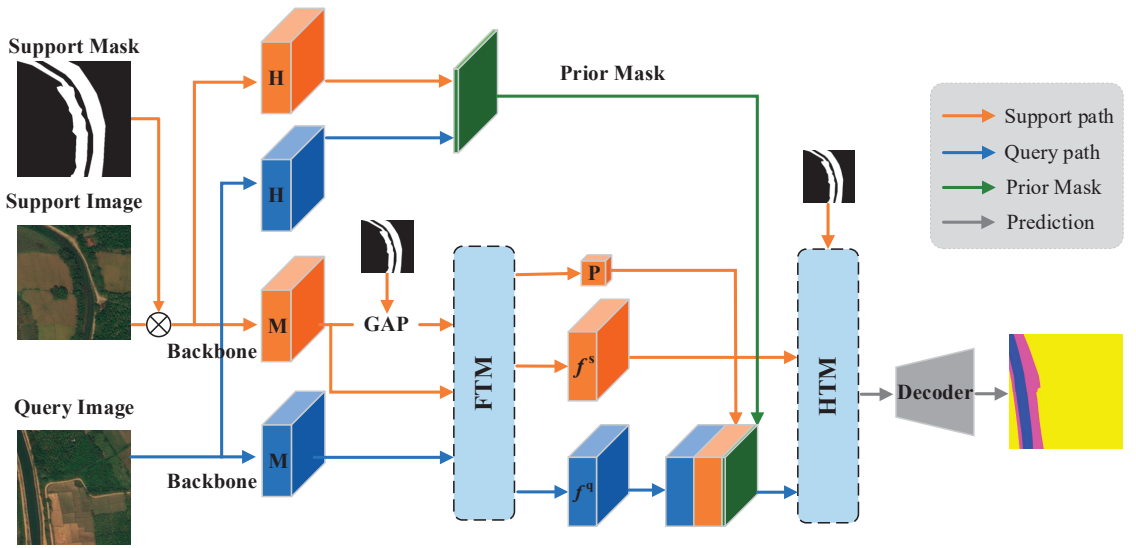 Support Mask
H
Prior Mask
Support path
Query path
Prior Mask
Prediction
H
Support Image
M
GAP
Backbone
FTM
P
f^s
HTM
Decoder
Query Image
M
Backbone
f^q